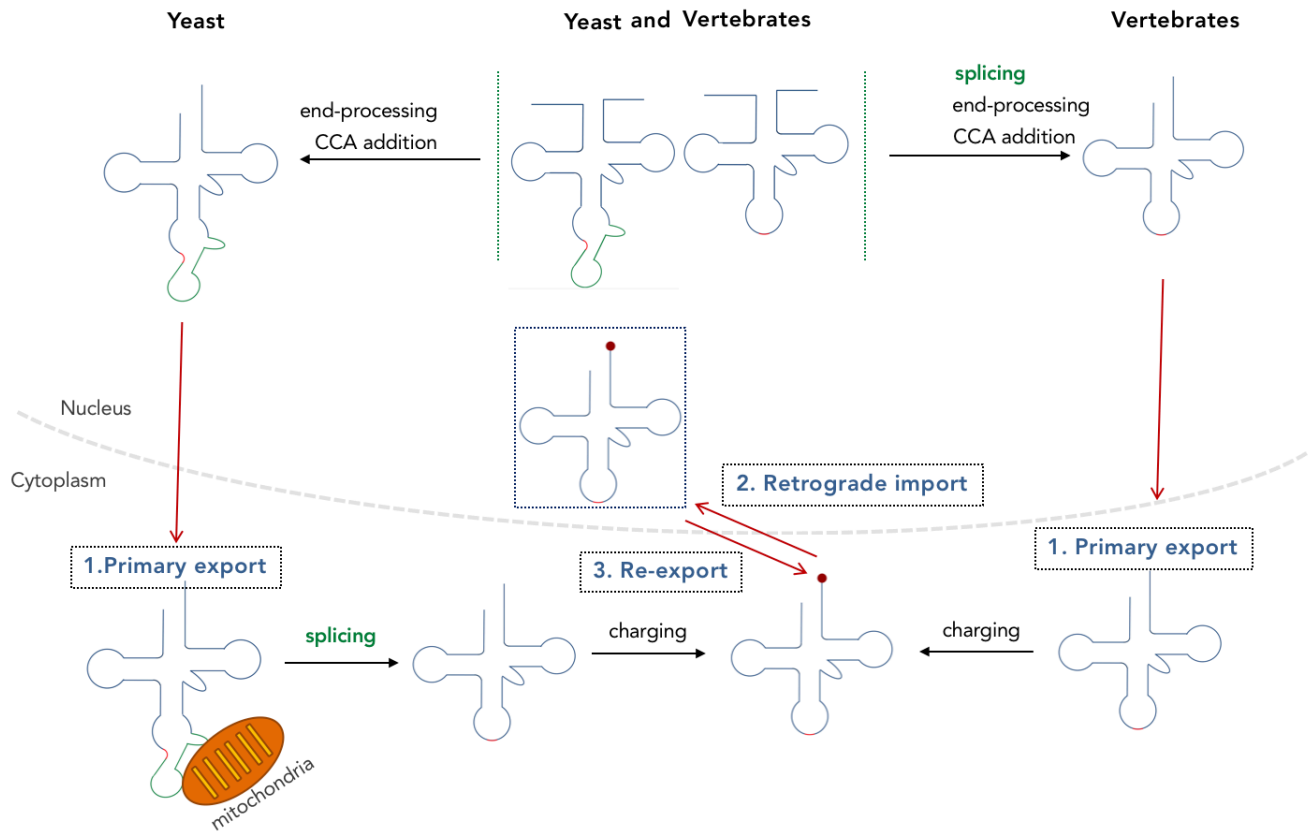 Yeast
Yeast and Vertebrates
Vertebrates
end-processing
CCA addition
splicing
end-processing
CCA addition
Nucleus
Cytoplasm
2. Retrograde import
1.Primary export
3. Re-export
1. Primary export
splicing
charging
charging
mitochondria